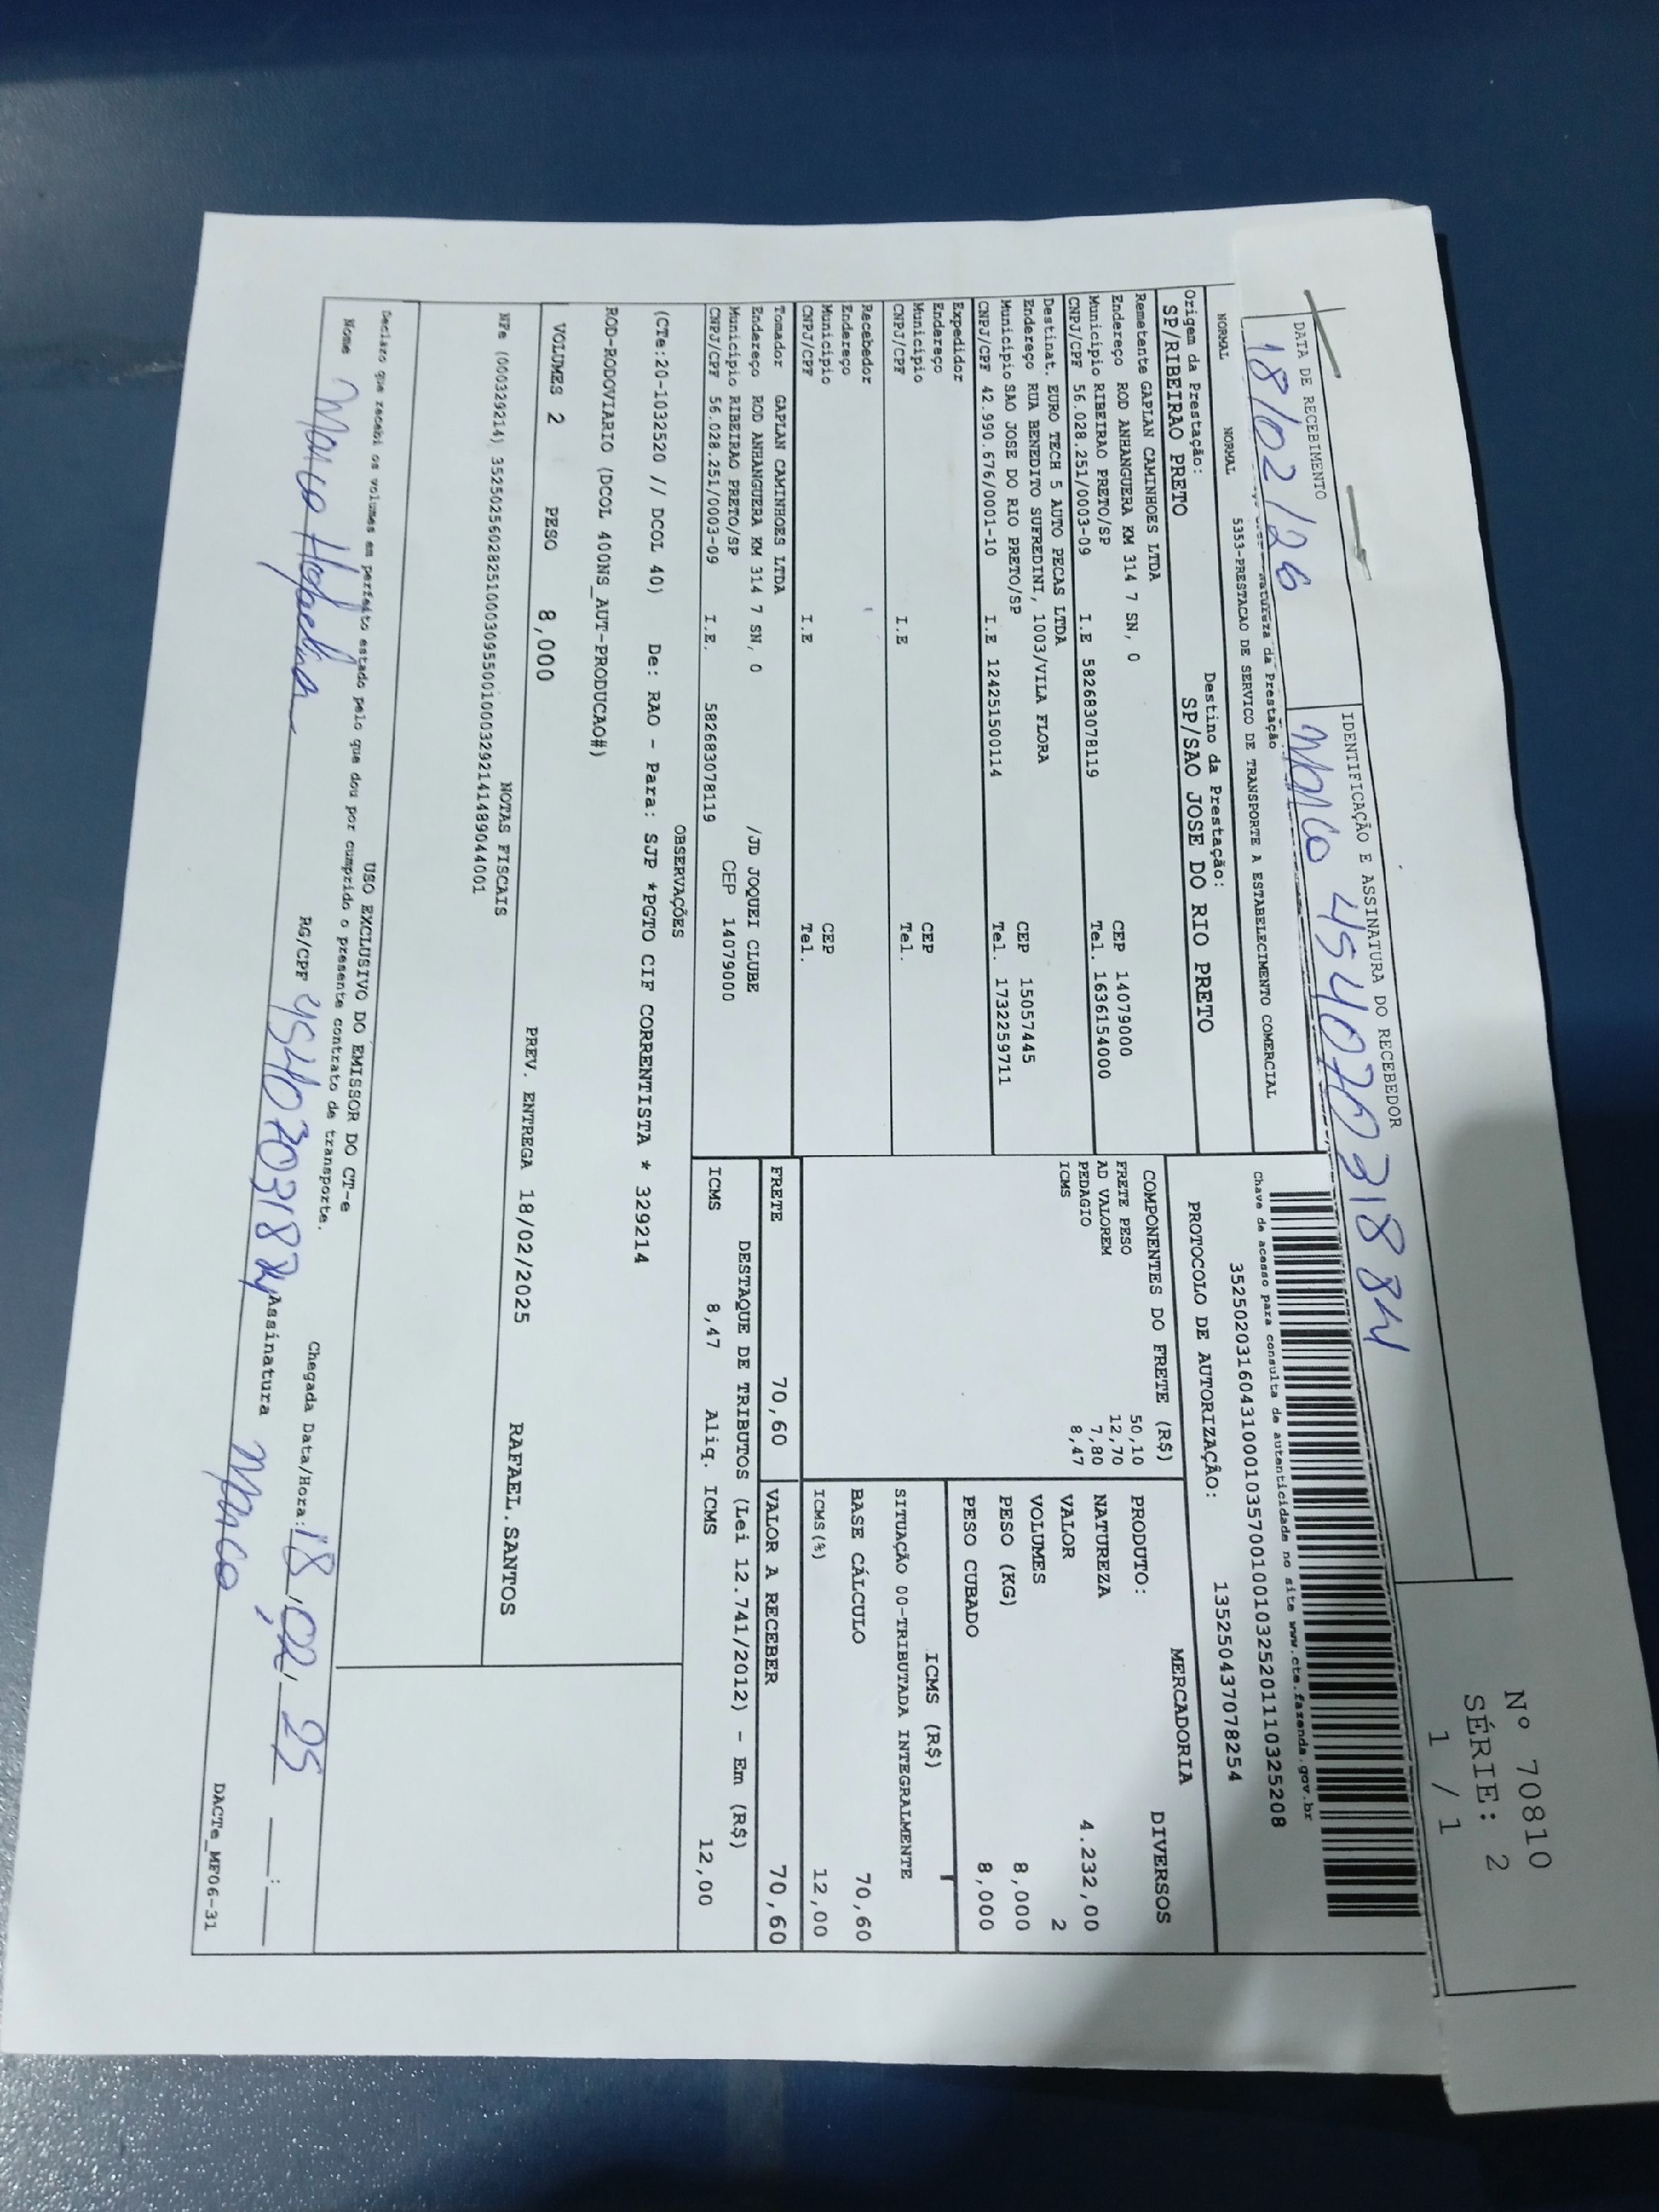 Nº 70810
SÉRIE: 2
1 / 1
DATA DE RECEBIMENTO
IDENTIFICAÇÃO E ASSINATURA DO RECEBEDOR
18/02/26
Marco 45407031884
Natureza da Prestação
NORMAL NORMAL 5353-PRESTACAO DE SERVICO DE TRANSPORTE A ESTABELECIMENTO COMERCIAL
Chave de acesso para consulta de autenticidade no site www.cte.fazenda.gov.br
35250203160431000103570010010325201110325208
Origem da Prestação:
SP/RIBEIRAO PRETO
Destino da Prestação:
SP/SAO JOSE DO RIO PRETO
PROTOCOLO DE AUTORIZAÇÃO:
135250437078254
Remetente GAPLAN CAMINHOES LTDA
Endereço ROD ANHANGUERA KM 314 7 SN, 0 CEP 14079000
Municipio RIBEIRAO PRETO/SP Tel. 1636154000
CNPJ/CPF 56.028.251/0003-09 I.E 582683078119
Destinat. EURO TECH 5 AUTO PECAS LTDA
Endereço RUA BENEDITO SUFREDINI, 1003/VILA FLORA CEP 15057445
Municipio SAO JOSE DO RIO PRETO/SP Tel. 1732259711
CNPJ/CPF 42.990.676/0001-10 I.E 124251500114
Expedidor
Endereço CEP
Municipio Tel.
CNPJ/CPF I.E
Recebedor
Endereço CEP
Municipio Tel.
CNPJ/CPF I.E
Tomador GAPLAN CAMINHOES LTDA
Endereço ROD ANHANGUERA KM 314 7 SN, 0 /JD JOQUEI CLUBE
Municipio RIBEIRAO PRETO/SP CEP 14079000
CNPJ/CPF 56.028.251/0003-09 I.E. 582683078119
COMPONENTES DO FRETE (R$)
FRETE PESO 50,10
AD VALOREM 12,70
PEDAGIO 7,80
ICMS 8,47
MERCADORIA
PRODUTO: DIVERSOS
NATUREZA
VALOR 4.232,00
VOLUMES 2
PESO (KG) 8,000
PESO CUBADO 8,000
ICMS (R$)
SITUAÇÃO 00-TRIBUTADA INTEGRALMENTE
BASE CÁLCULO 70,60
ICMS(%) 12,00
FRETE 70,60
VALOR A RECEBER 70,60
DESTAQUE DE TRIBUTOS (Lei 12.741/2012) - Em (R$)
ICMS 8,47 Aliq. ICMS 12,00
OBSERVAÇÕES
(CTe:20-1032520 // DCOL 40) De: RAO - Para: SJP *PGTO CIF CORRENTISTA * 329214
ROD-RODOVIARIO (DCOL 400NS_AUT-PRODUCAO#)
VOLUMES 2 PESO 8,000 PREV. ENTREGA 18/02/2025 RAFAEL.SANTOS
NOTAS FISCAIS
NFe (000329214) 35250256028251000309550010003292141489044001
USO EXCLUSIVO DO EMISSOR DO CT-e
Declaro que recebi os volumes em perfeito estado pelo que dou por cumprido o presente contrato de transporte.
Chegada Data/Hora: 18/02/25 :
Nome Marco
RG/CPF 45407031884
Assinatura Marco
DACTe_MF06-31